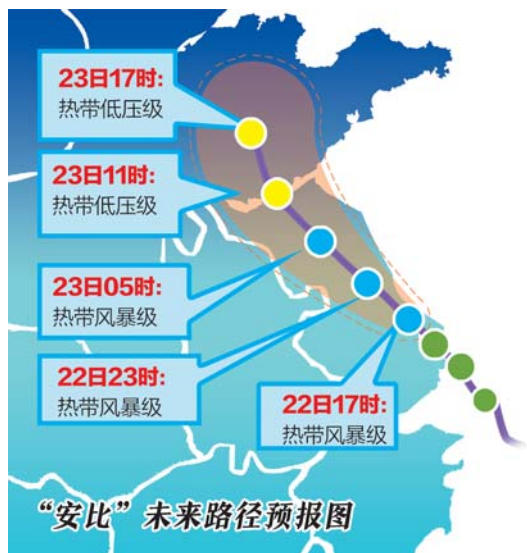 23日17时:
热带低压级
23日11时:
热带低压级
23日05时:
热带风暴级
22日23时:
热带风暴级
22日17时:
热带风暴级
“安比”未来路径预报图